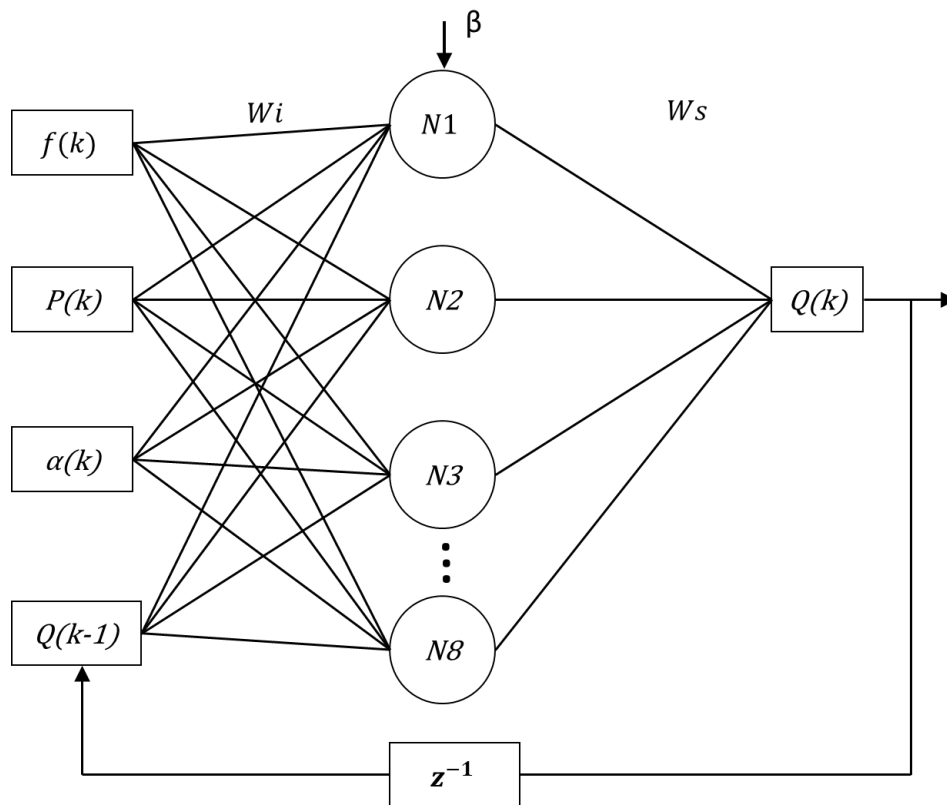 β
Wi
Ws
N1
f(k)
P(k)
N2
Q(k)
α(k)
N3
Q(k-1)
N8
z⁻¹